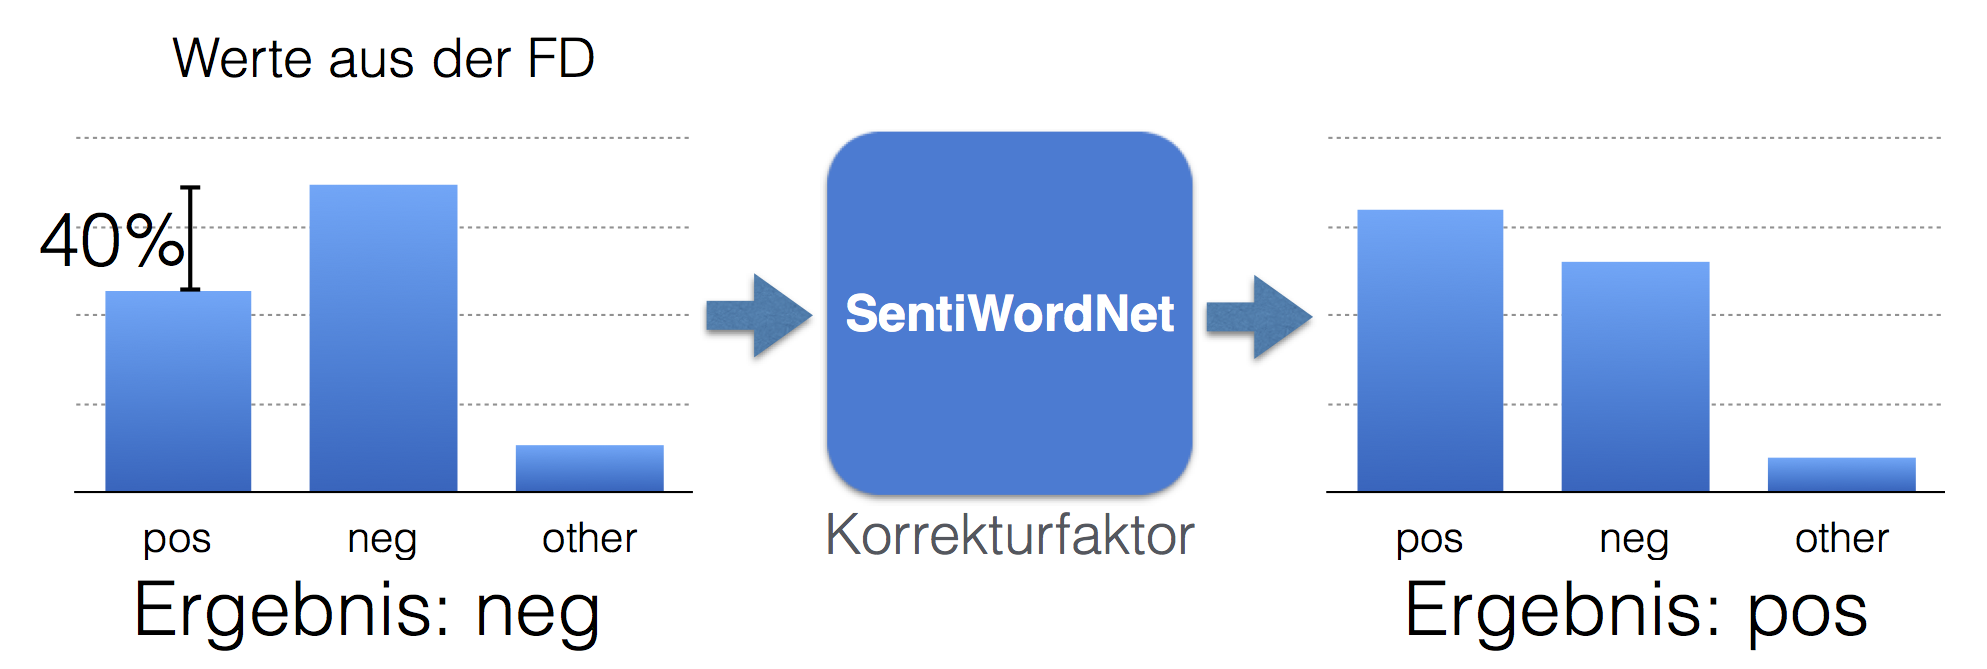 Werte aus der FD
40%
pos neg other
Ergebnis: neg
SentiWordNet
Korrekturfaktor
pos neg other
Ergebnis: pos